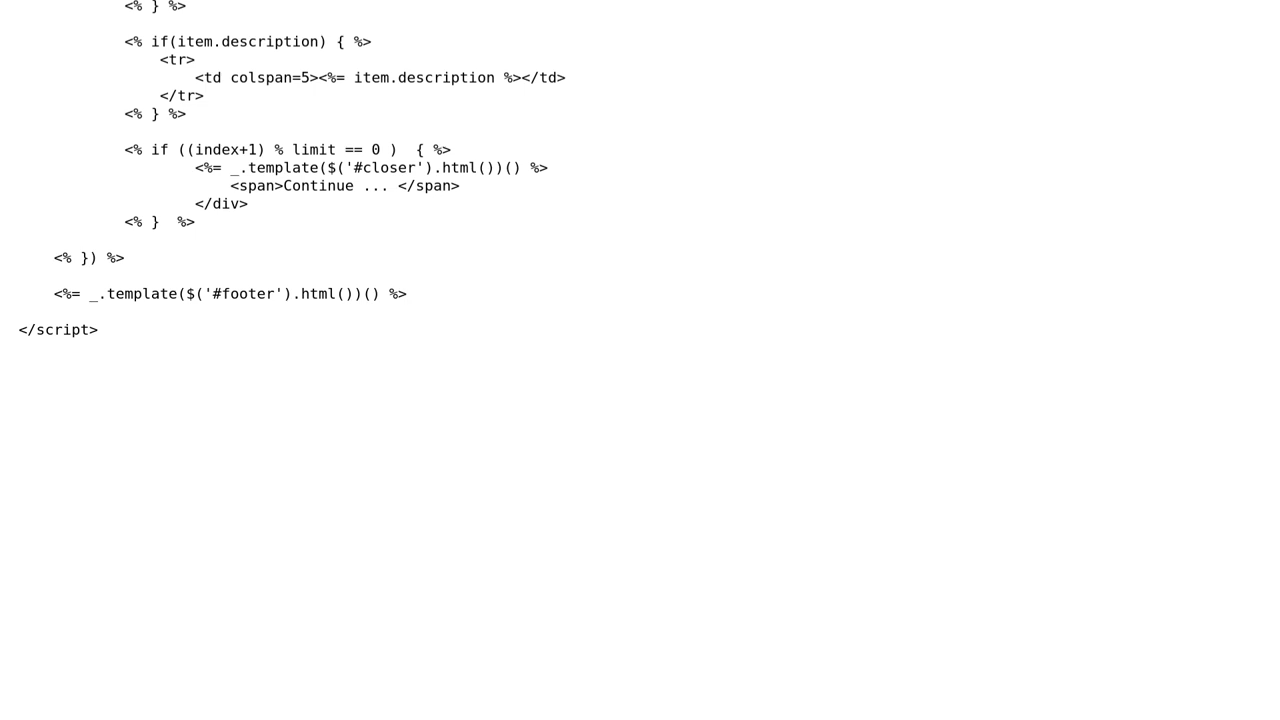 <% } %>
<% if(item.description) { %>
<tr>
<td colspan=5><%= item.description %></td>
</tr>
<% } %>
<% if ((index+1) % limit == 0 )  { %>
<%= _.template($('#closer').html())() %>
<span>Continue ... </span>
</div>
<% }  %>
<% }) %>
<%= _.template($('#footer').html())() %>
</script>